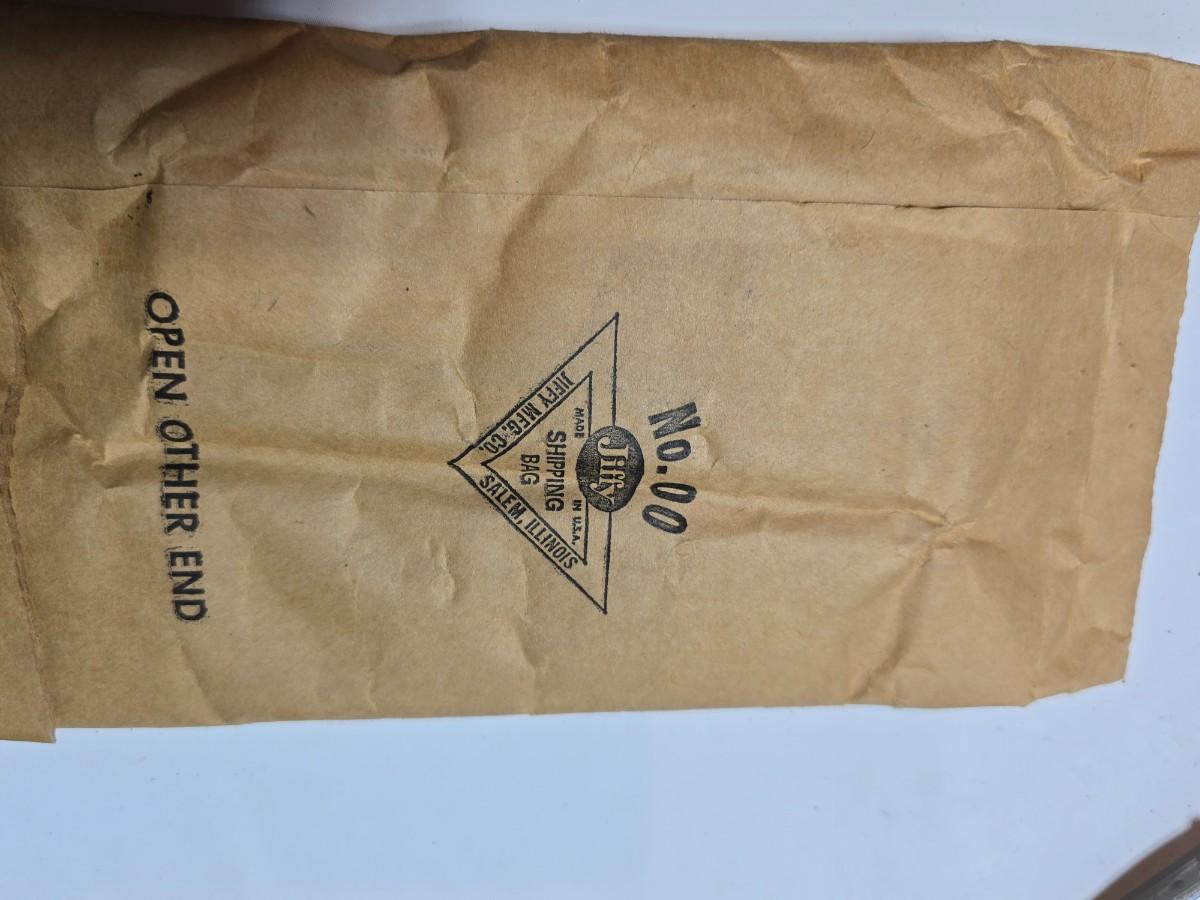 No. 00
Jiffy
MADE IN U.S.A.
SHIPPING
BAG
JIFFY MFG. CO.
SALEM, ILLINOIS
OPEN OTHER END